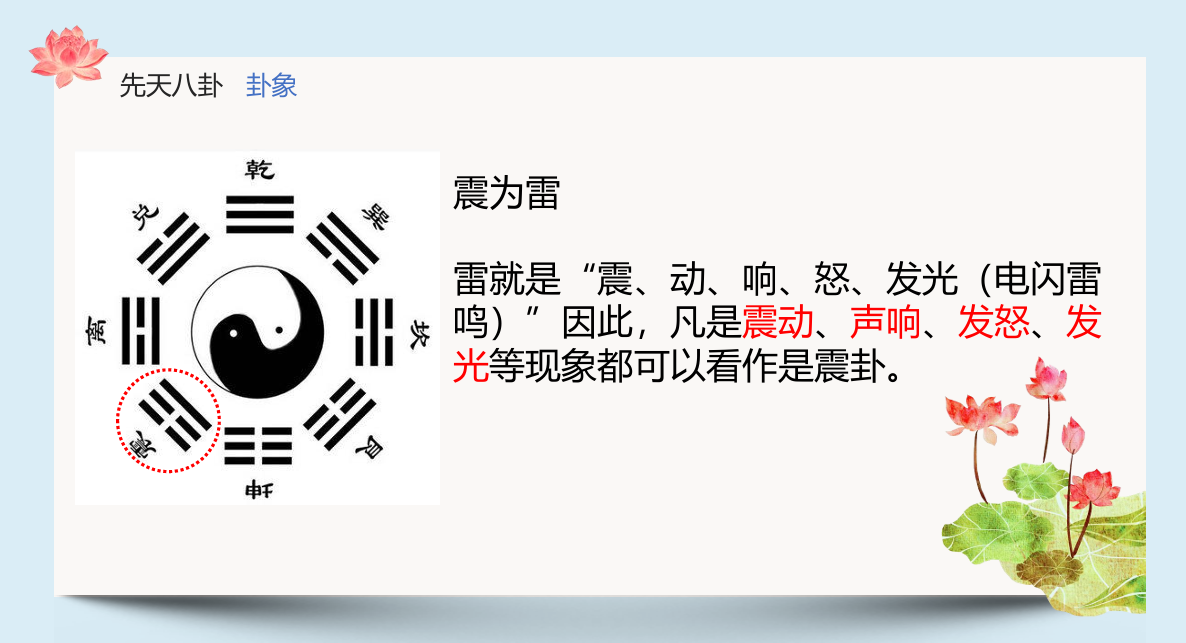 先天八卦 卦象
乾
兑
巽
离
坎
震
艮
坤
震为雷
雷就是“震、动、响、怒、发光（电闪雷
鸣）”因此，凡是震动、声响、发怒、发
光等现象都可以看作是震卦。